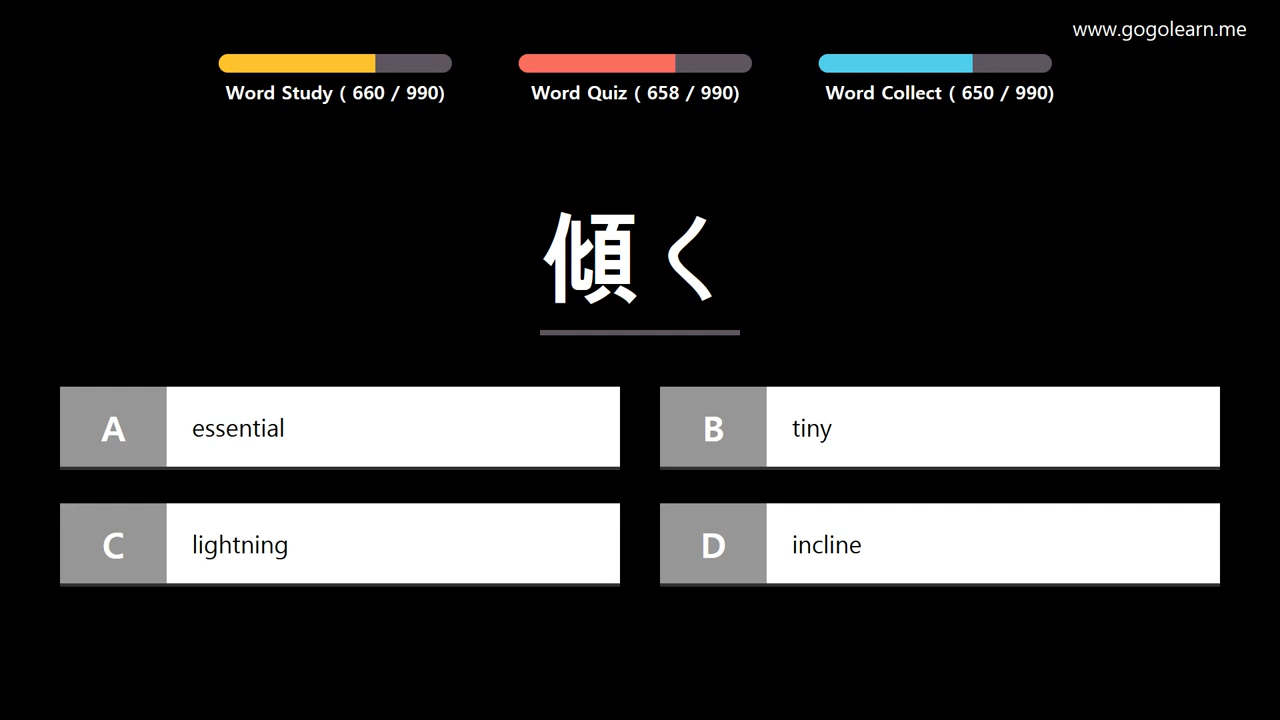 www.gogolearn.me
Word Study ( 660 / 990)
Word Quiz ( 658 / 990)
Word Collect ( 650 / 990)
傾く
A essential
B tiny
C lightning
D incline